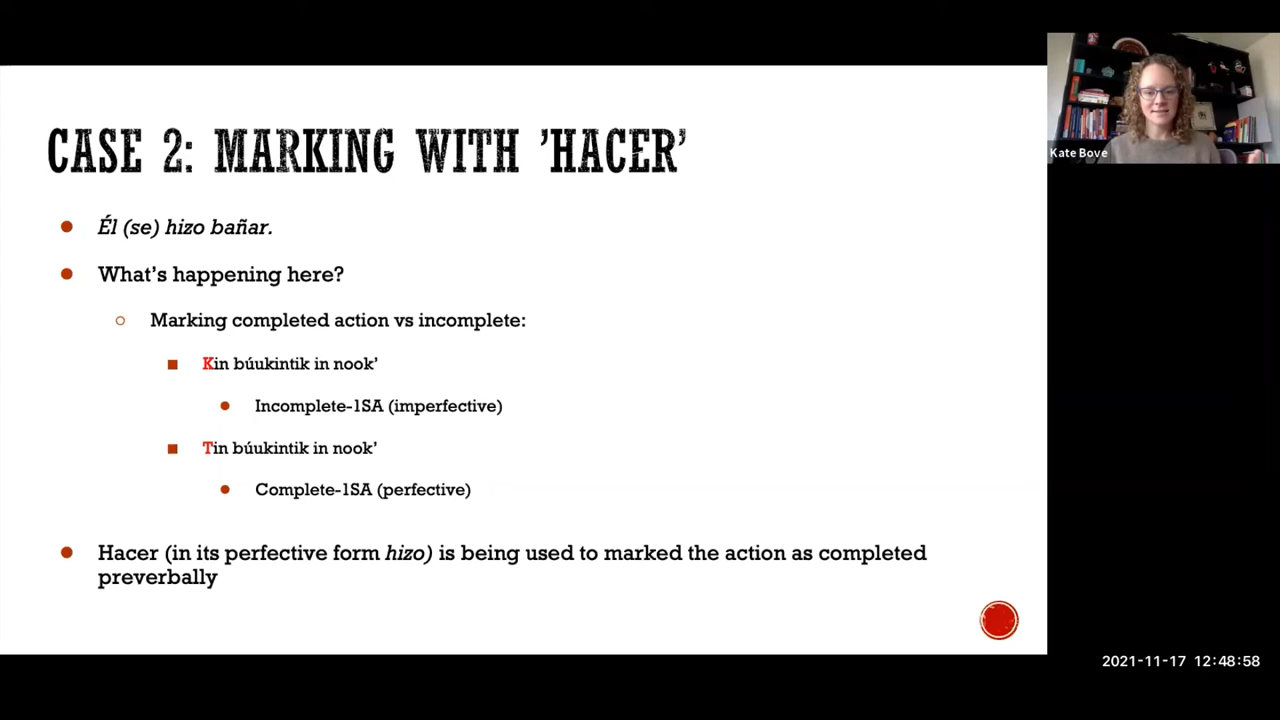 CASE 2: MARKING WITH 'HACER'
Kate Bove
Él (se) hizo bañar.
What's happening here?
Marking completed action vs incomplete:
Kin búukintik in nook'
Incomplete-1SA (imperfective)
Tin búukintik in nook'
Complete-1SA (perfective)
Hacer (in its perfective form hizo) is being used to marked the action as completed
preverbally
2021-11-17 12:48:58